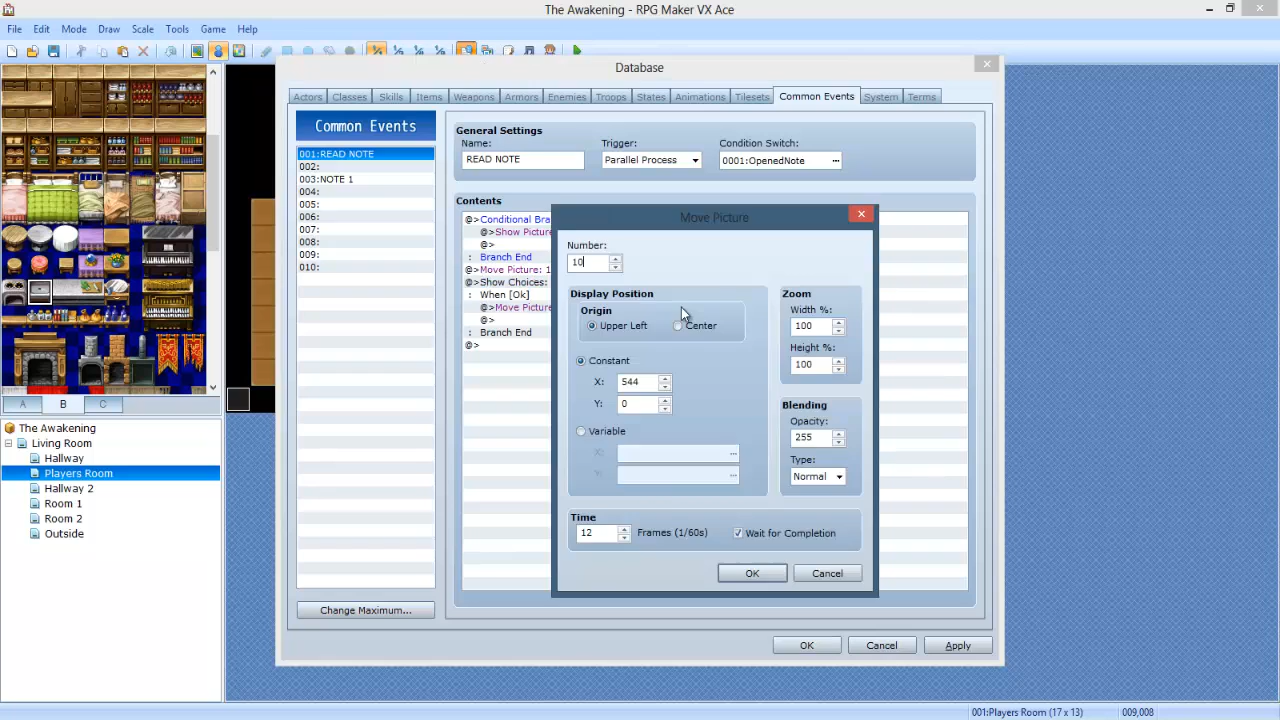 The Awakening - RPG Maker VX Ace
File Edit Mode Draw Scale Tools Game Help
Database
Actors Classes Skills Items Weapons Armors Enemies Troops States Animations Tilesets Common Events System Terms
Common Events
001:READ NOTE
002:
003:NOTE 1
004:
005:
006:
007:
008:
009:
010:
Change Maximum...
General Settings
Name: Trigger: Condition Switch:
READ NOTE Parallel Process 0001:OpenedNote ...
Contents
@>Conditional Bra
@>Show Picture
@>
: Branch End
@>Move Picture: 1
@>Show Choices:
: When [Ok]
@>Move Picture
@>
: Branch End
@>
Move Picture
Number:
10
Display Position
Origin
Upper Left Center
Constant
X: 544
Y: 0
Variable
X: ...
Y: ...
Zoom
Width %:
100
Height %:
100
Blending
Opacity:
255
Type:
Normal
Time
12 Frames (1/60s) Wait for Completion
OK Cancel
OK Cancel Apply
A B C
The Awakening
Living Room
Hallway
Players Room
Hallway 2
Room 1
Room 2
Outside
001:Players Room (17 x 13) 009,008